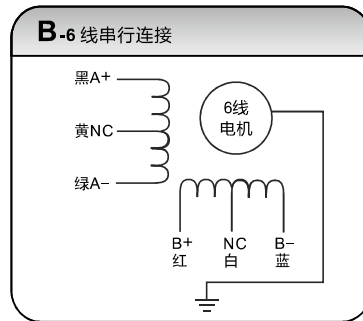 B-6 线串行连接
黑A+
黄NC
绿A-
6线
电机
B+ NC B-
红 白 蓝